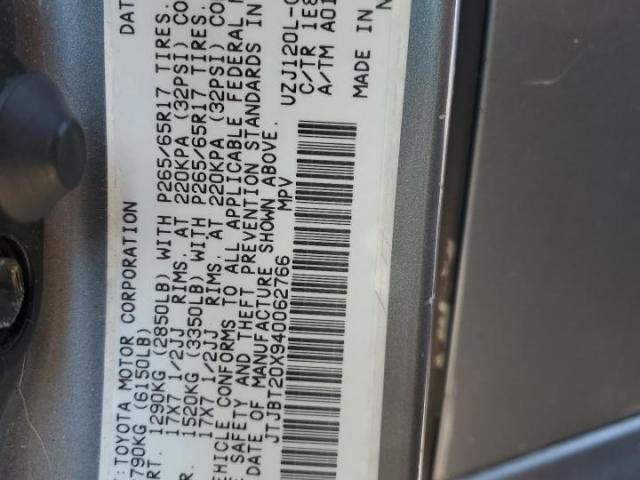 DAT
:TOYOTA MOTOR CORPORATION
790KG (6150LB)
RT. 1290KG (2850LB) WITH P265/65R17 TIRES.
17X7 1/2JJ RIMS. AT 220KPA (32PSI) CO
R. 1520KG (3350LB) WITH P265/65R17 TIRES.
17X7 1/2JJ RIMS. AT 220KPA (32PSI) CO
EHICLE CONFORMS TO ALL APPLICABLE FEDERAL M
SAFETY AND THEFT PREVENTION STANDARDS IN
DATE OF MANUFACTURE SHOWN ABOVE.
JTJBT20X940062766 MPV
UZJ120L-G
C/TR 1E8
A/TM A01
MADE IN